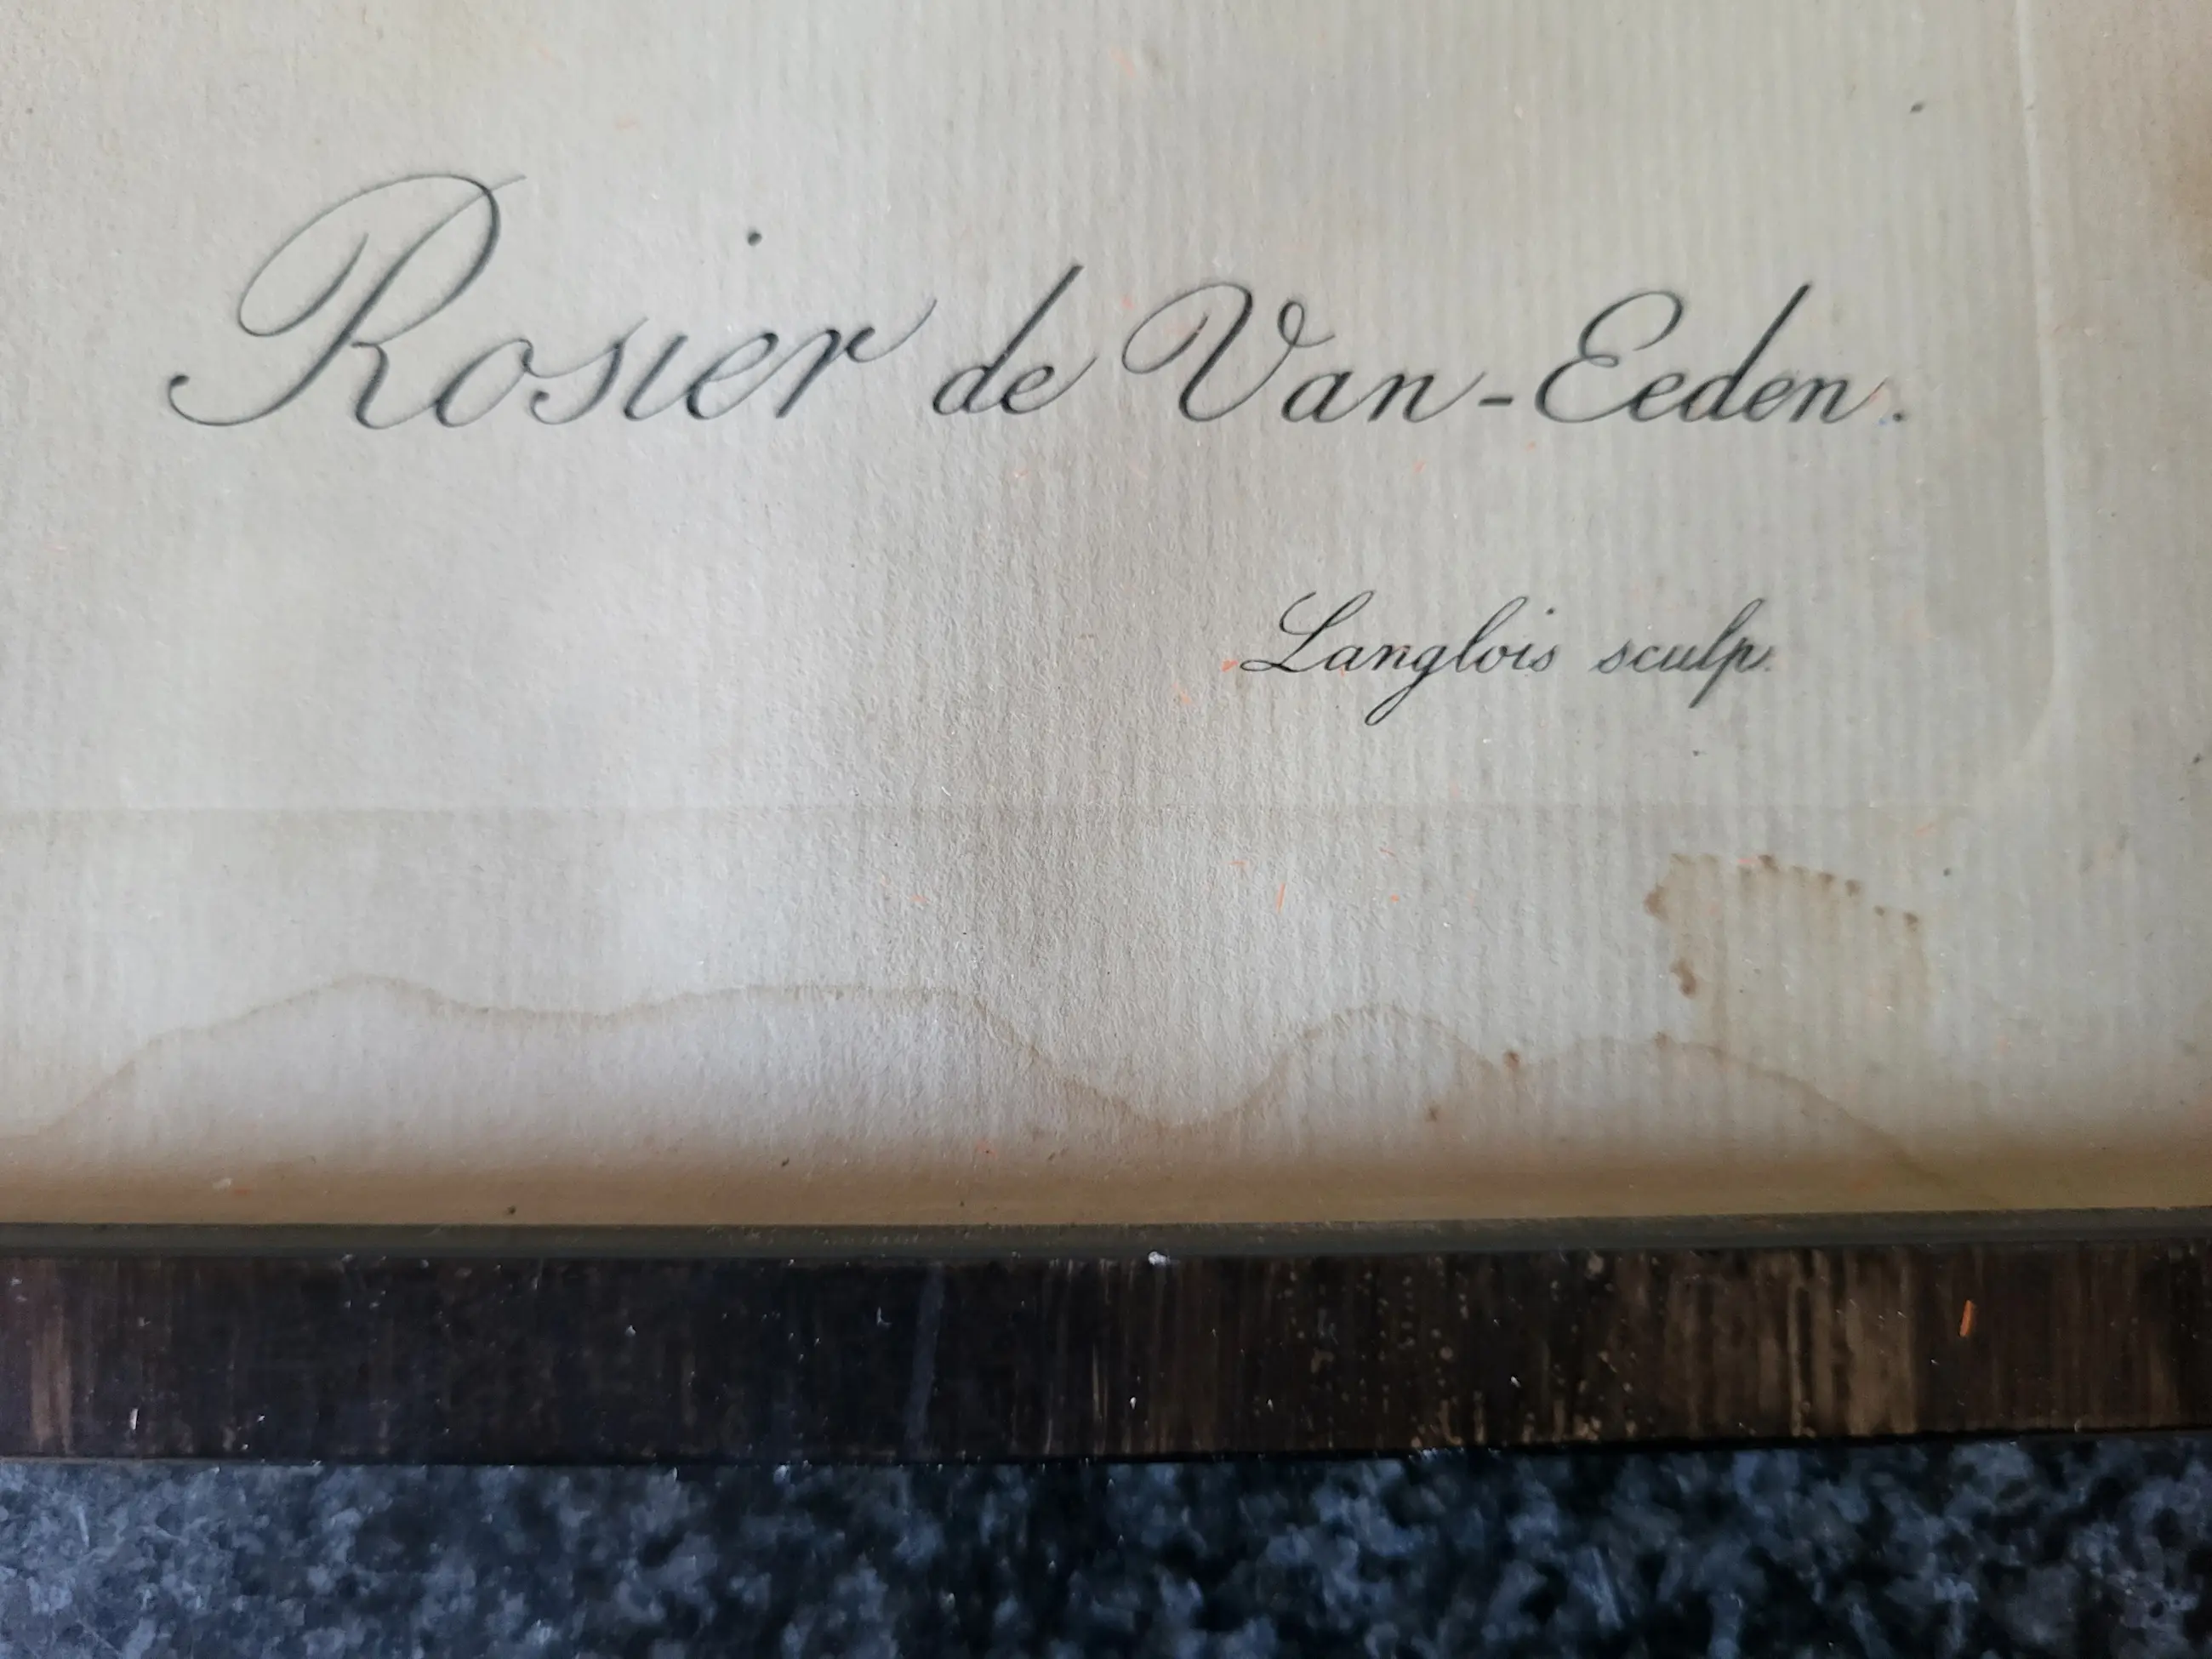 Rosier de Van-Eeden.
Langlois sculp.